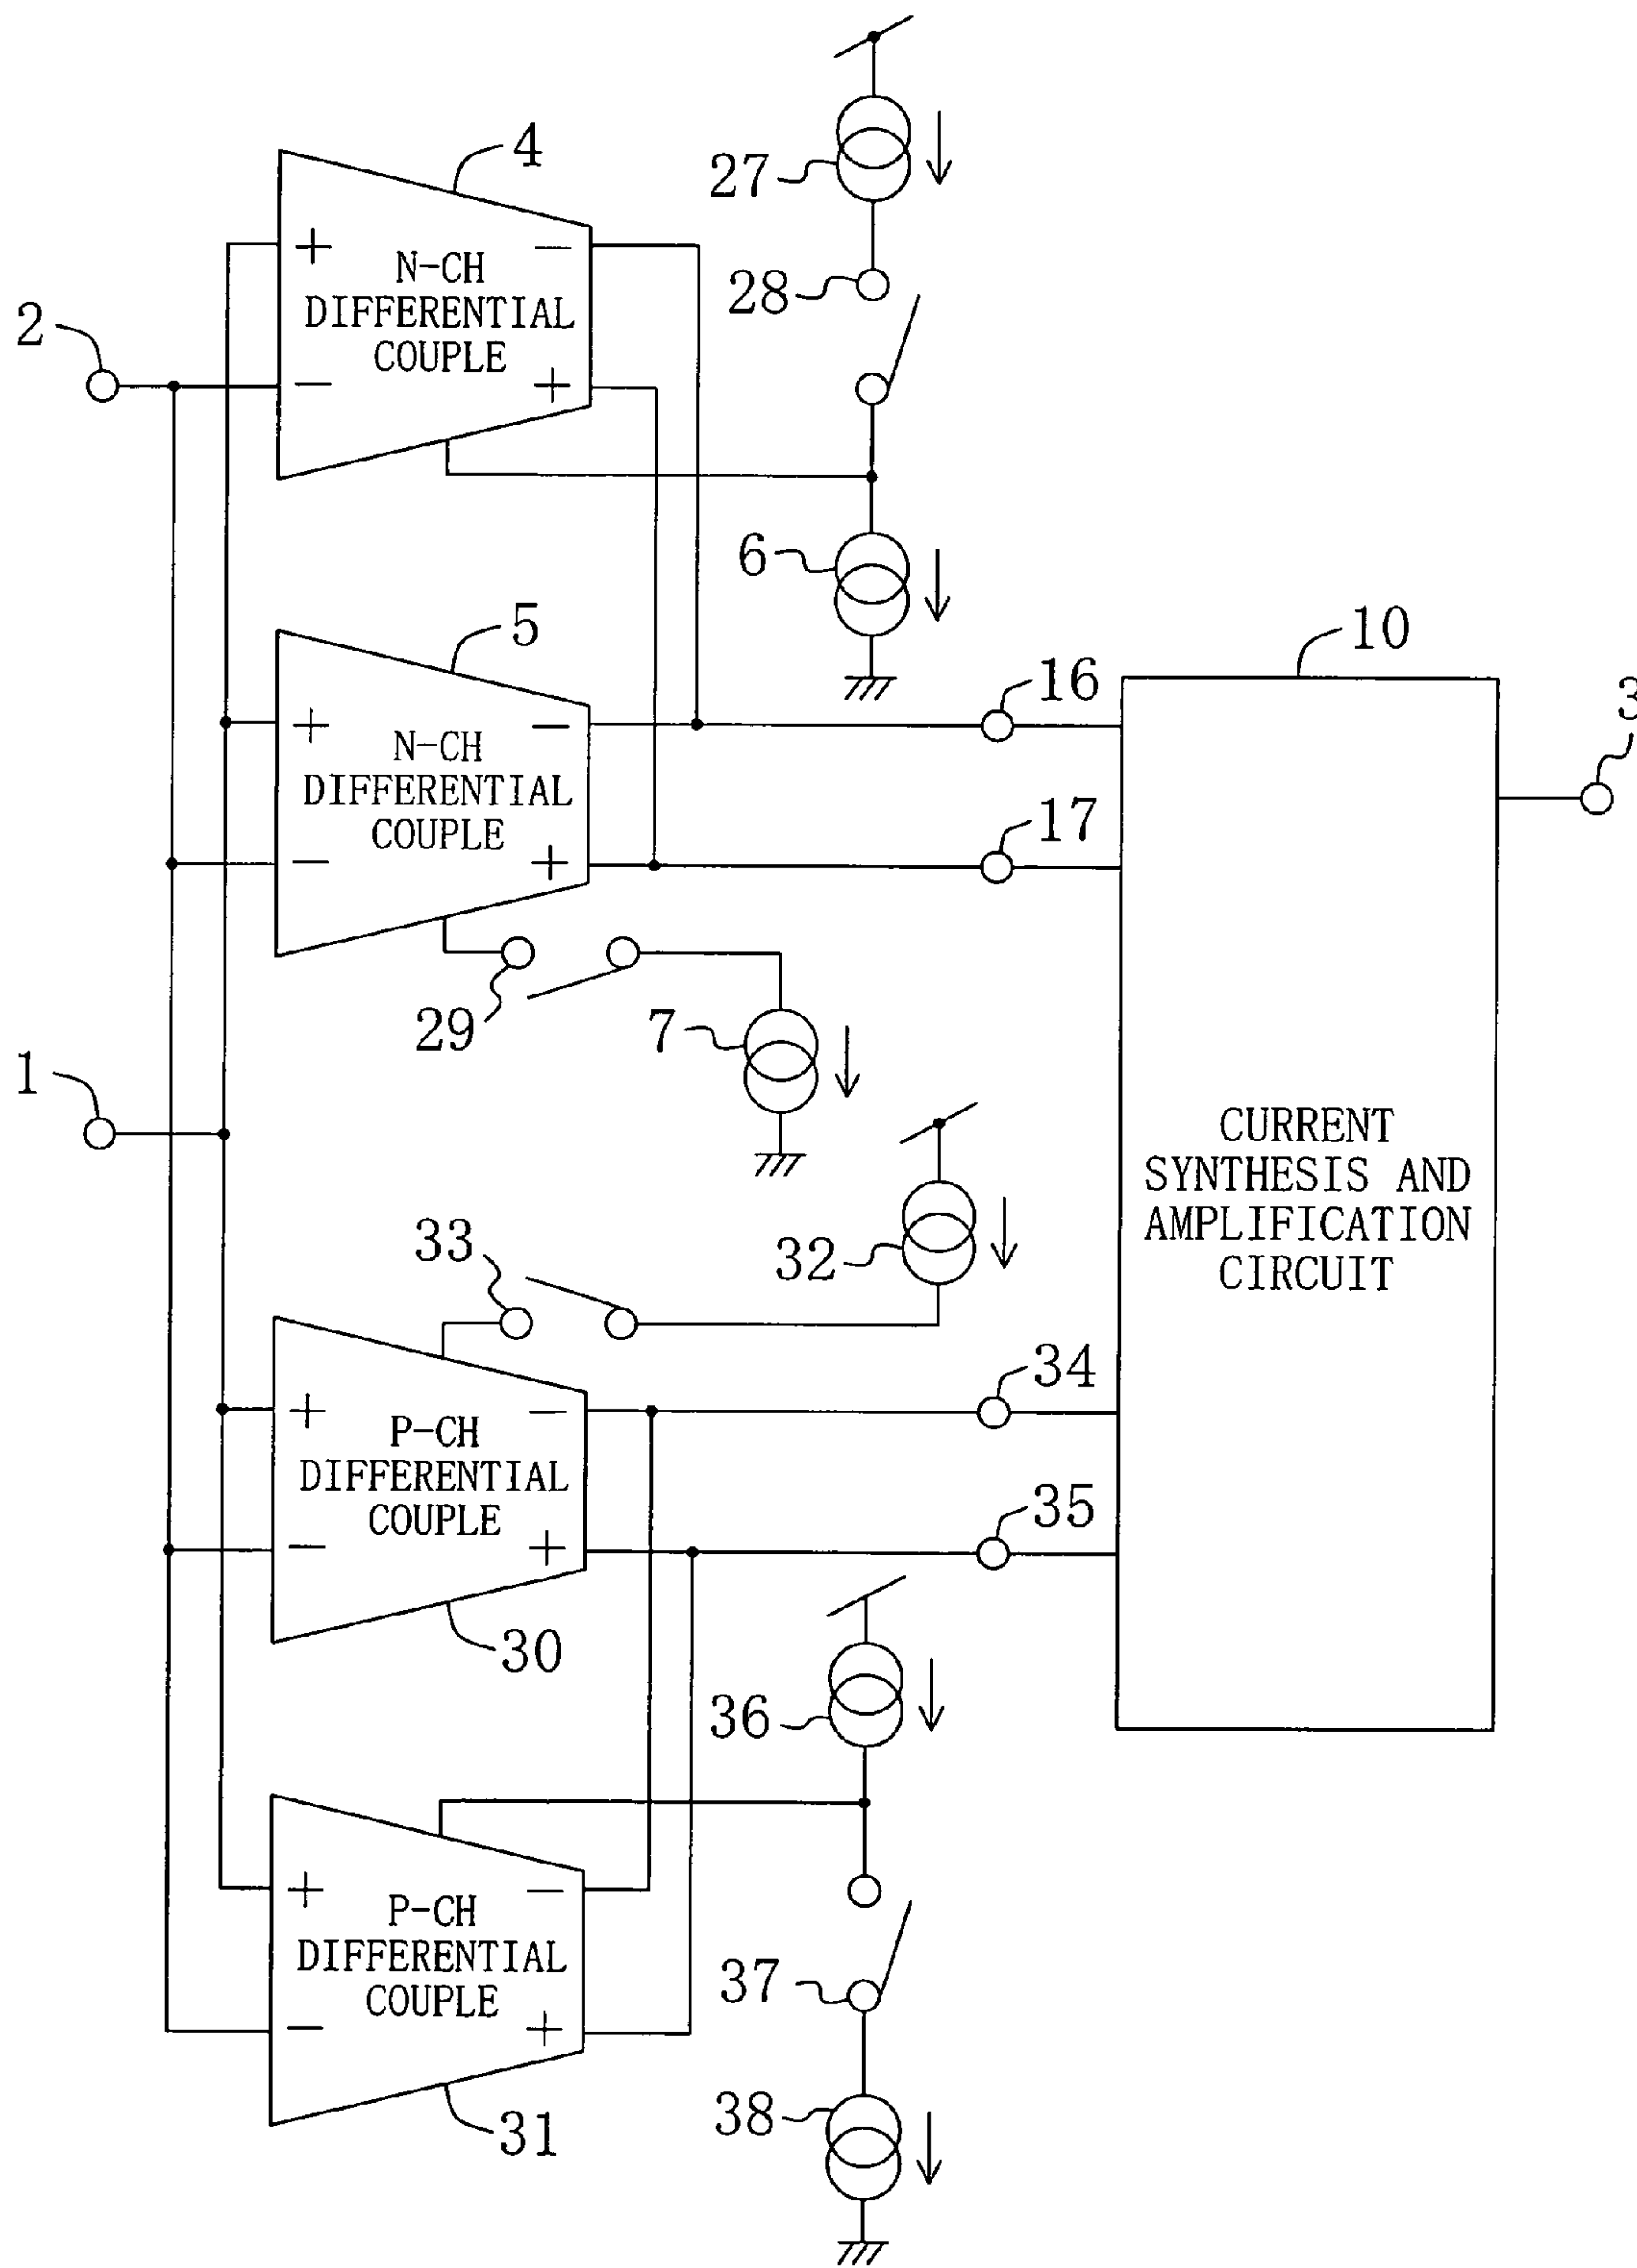 4
27
+
−
N-CH
DIFFERENTIAL
COUPLE
28
2
−
+
6
5
10
16
3
+
−
N-CH
DIFFERENTIAL
COUPLE
17
−
+
29
7
1
CURRENT
SYNTHESIS AND
AMPLIFICATION
CIRCUIT
33
32
34
+
−
P-CH
DIFFERENTIAL
COUPLE
35
−
+
30
36
+
−
P-CH
DIFFERENTIAL
COUPLE
37
−
+
38
31